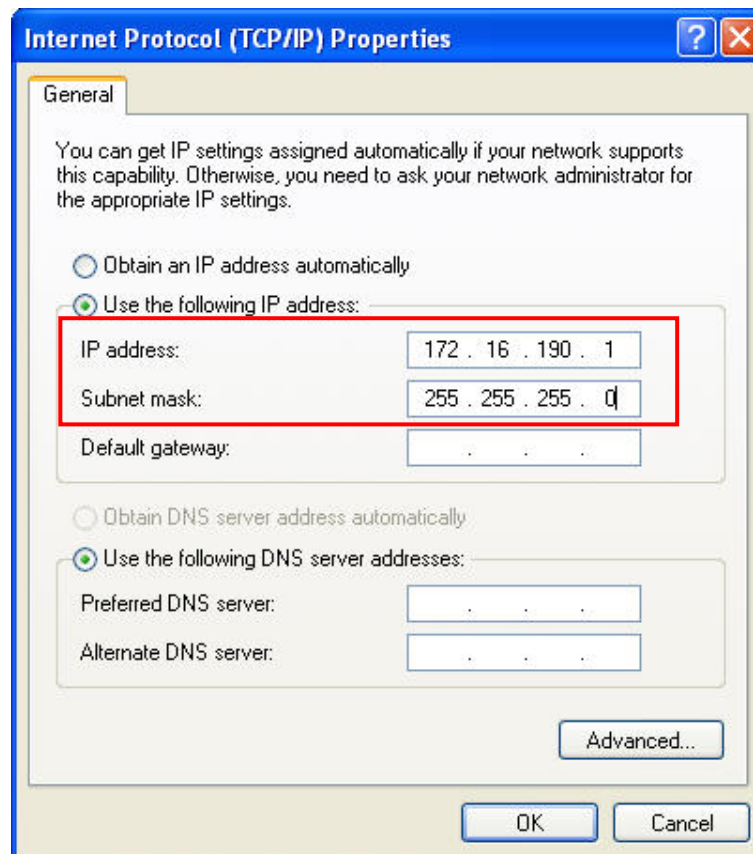 Internet Protocol (TCP/IP) Properties
General
You can get IP settings assigned automatically if your network supports
this capability. Otherwise, you need to ask your network administrator for
the appropriate IP settings.
Obtain an IP address automatically
Use the following IP address:
IP address: 172 . 16 . 190 . 1
Subnet mask: 255 . 255 . 255 . 0
Default gateway: . . .
Obtain DNS server address automatically
Use the following DNS server addresses:
Preferred DNS server: . . .
Alternate DNS server: . . .
Advanced...
OK Cancel